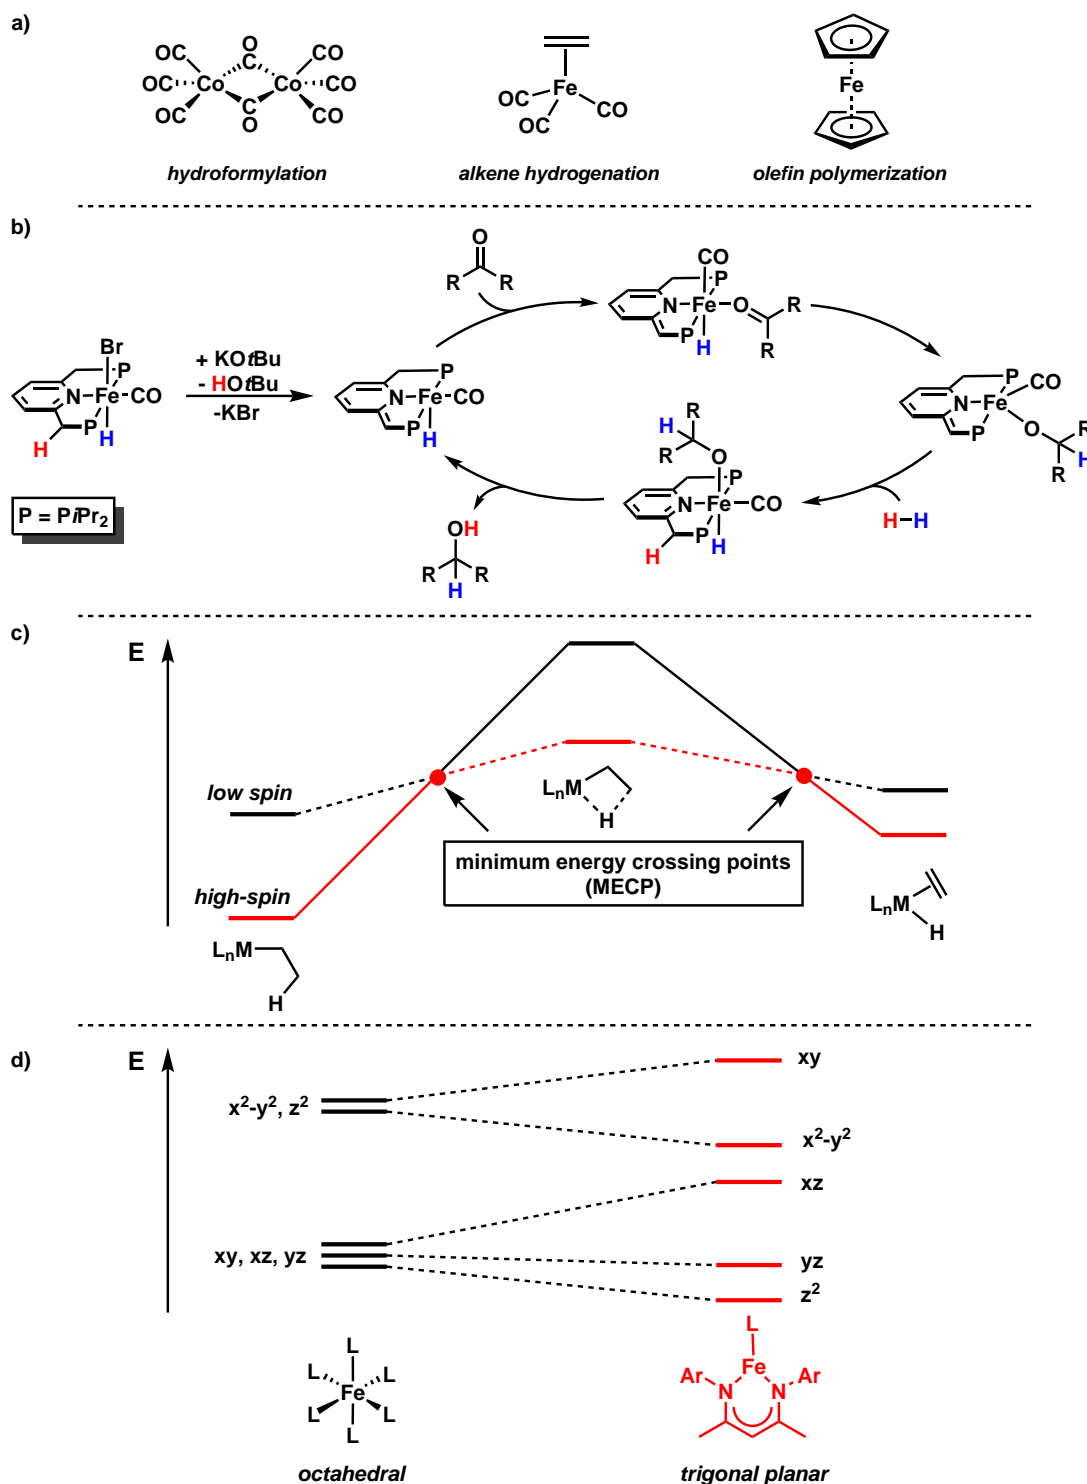 a)
O
OC CO
OC Co Co CO
OC CO
C
C
O
Fe
OC CO
OC
Fe
hydroformylation
alkene hydrogenation
olefin polymerization
b)
O
R R
CO
P
N Fe O R
P
H R
Br
P
N Fe CO
P
H H
+ KOtBu
- HOtBu
-KBr
P
N Fe CO
P
H
P
CO
N Fe
P O R
R H
R
H
R O
P
N Fe CO
P
H H
H-H
OH
R R
H
P = PiPr2
c)
E
low spin
high-spin
LnM
H
minimum energy crossing points
(MECP)
LnM
H
LnM
H
d)
E
xy
x2-y2, z2
x2-y2
xz
xy, xz, yz
yz
z2
L
L L
Fe
L L
L
L
Fe
Ar N N Ar
octahedral
trigonal planar